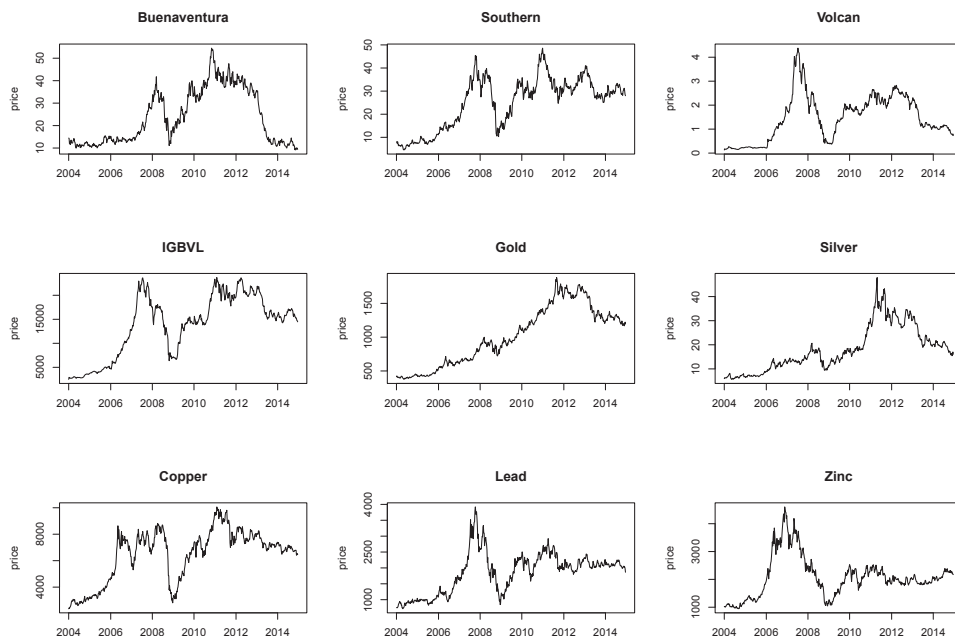 Buenaventura
price
10 20 30 40 50
2004 2006 2008 2010 2012 2014
Southern
price
10 20 30 40 50
2004 2006 2008 2010 2012 2014
Volcan
price
0 1 2 3 4
2004 2006 2008 2010 2012 2014
IGBVL
price
5000 15000
2004 2006 2008 2010 2012 2014
Gold
price
500 1000 1500
2004 2006 2008 2010 2012 2014
Silver
price
10 20 30 40
2004 2006 2008 2010 2012 2014
Copper
price
4000 8000
2004 2006 2008 2010 2012 2014
Lead
price
1000 2500 4000
2004 2006 2008 2010 2012 2014
Zinc
price
1000 3000
2004 2006 2008 2010 2012 2014